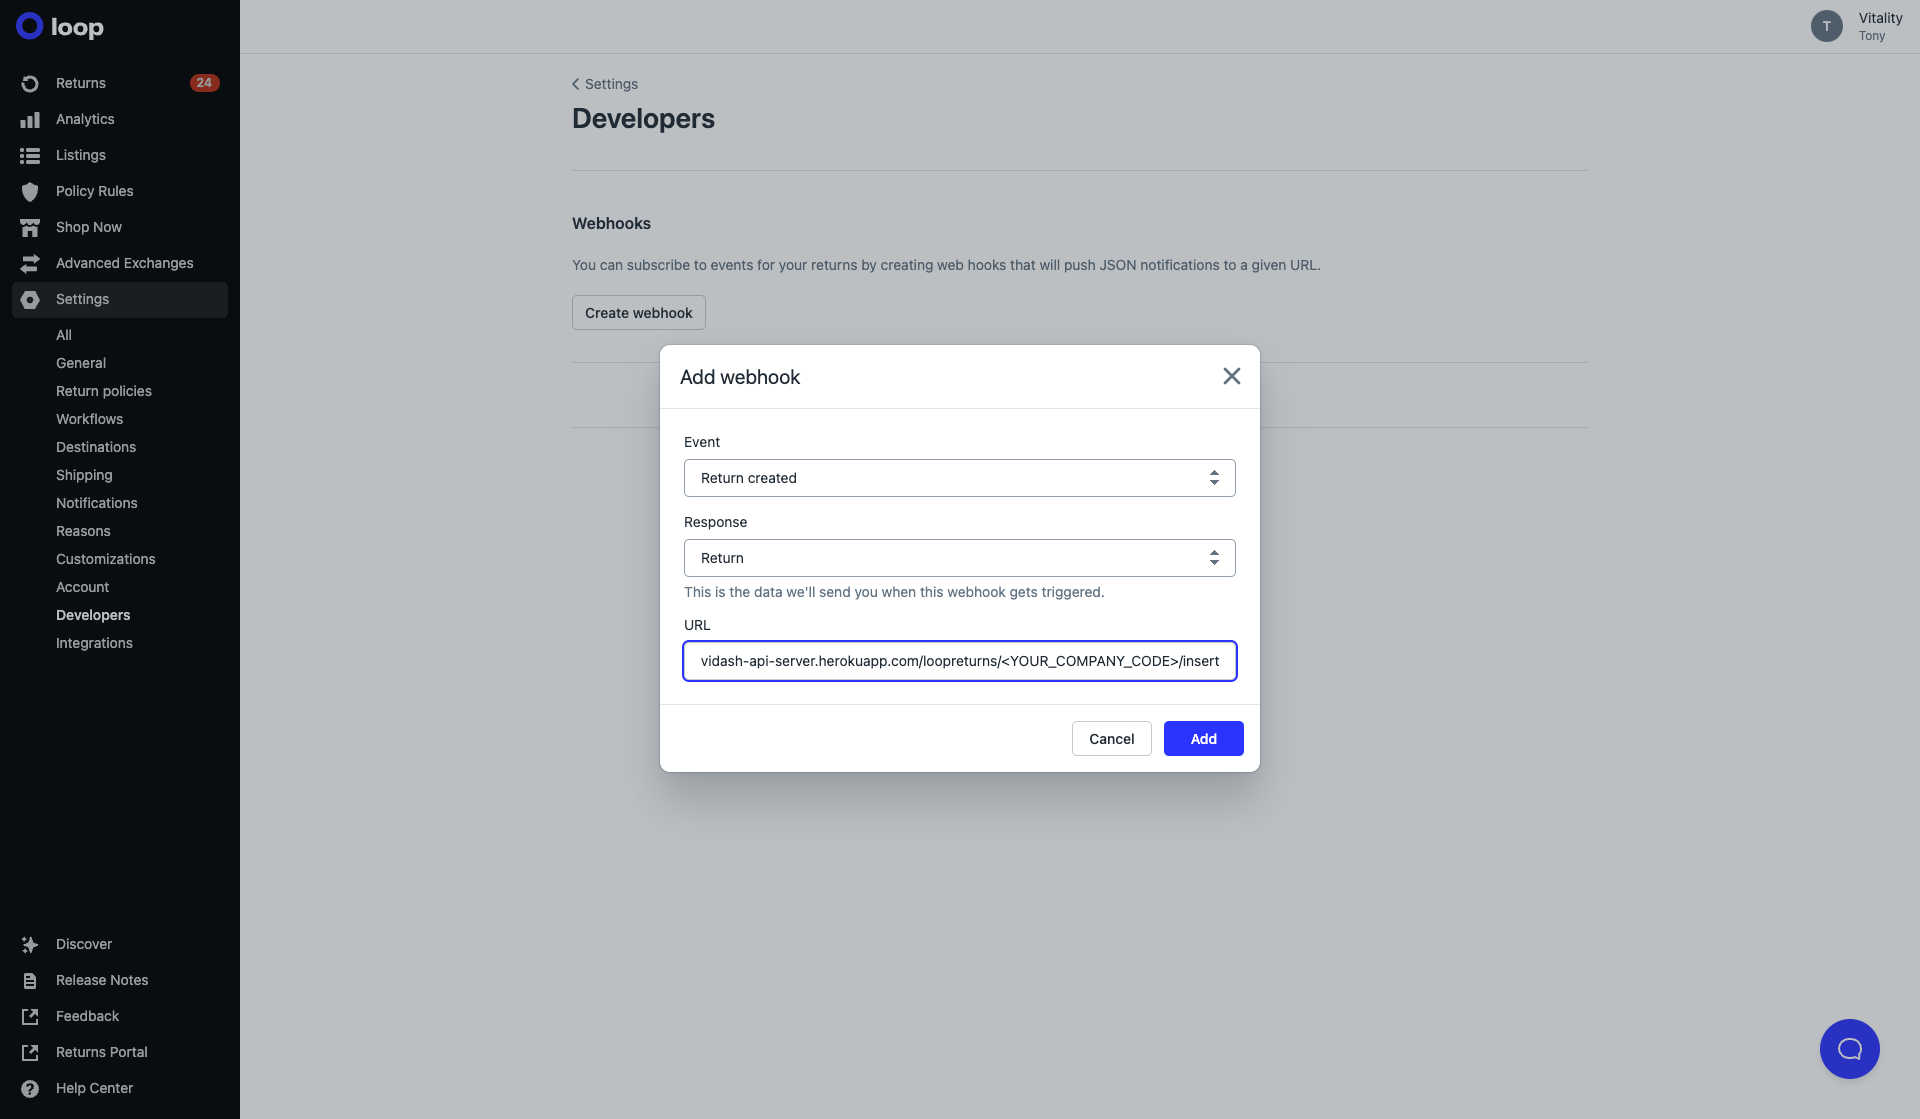 loop
Returns 24
Analytics
Listings
Policy Rules
Shop Now
Advanced Exchanges
Settings
All
General
Return policies
Workflows
Destinations
Shipping
Notifications
Reasons
Customizations
Account
Developers
Integrations
Discover
Release Notes
Feedback
Returns Portal
Help Center
T
Vitality
Tony
Settings
Developers
Webhooks
You can subscribe to events for your returns by creating web hooks that will push JSON notifications to a given URL.
Create webhook
Add webhook
Event
Return created
Response
Return
This is the data we'll send you when this webhook gets triggered.
URL
vidash-api-server.herokuapp.com/loopreturns/<YOUR_COMPANY_CODE>/insert
Cancel
Add